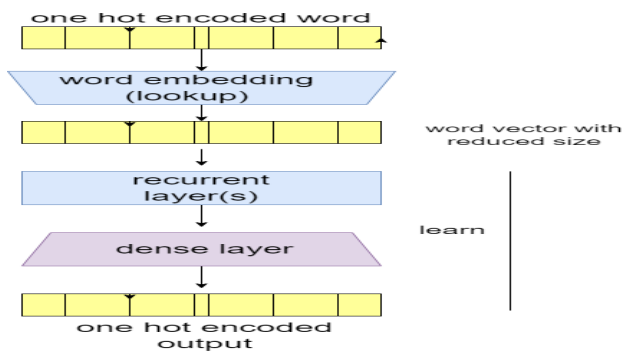 one hot encoded word
word embedding
(lookup)
word vector with
reduced size
recurrent
layer(s)
learn
dense layer
one hot encoded
output